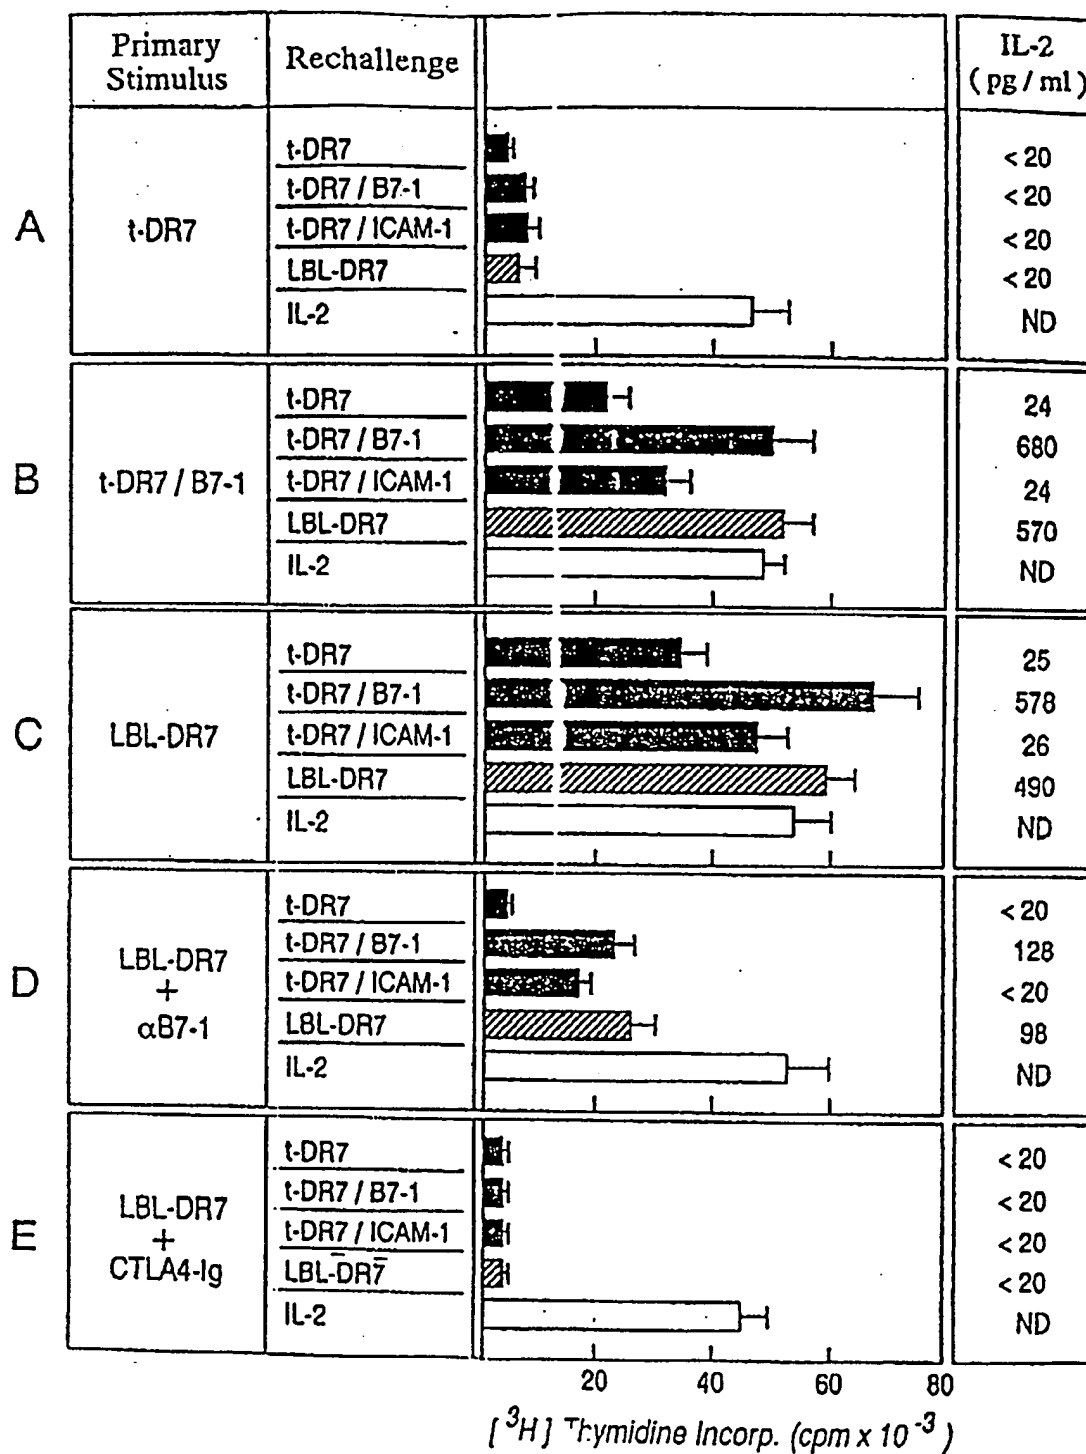 Primary Stimulus
Rechallenge
IL-2 (pg / ml)
A
t-DR7
t-DR7 < 20
t-DR7 / B7-1 < 20
t-DR7 / ICAM-1 < 20
LBL-DR7 < 20
IL-2 ND
B
t-DR7 / B7-1
t-DR7 24
t-DR7 / B7-1 680
t-DR7 / ICAM-1 24
LBL-DR7 570
IL-2 ND
C
LBL-DR7
t-DR7 25
t-DR7 / B7-1 578
t-DR7 / ICAM-1 26
LBL-DR7 490
IL-2 ND
D
LBL-DR7
+
αB7-1
t-DR7 < 20
t-DR7 / B7-1 128
t-DR7 / ICAM-1 < 20
LBL-DR7 98
IL-2 ND
E
LBL-DR7
+
CTLA4-Ig
t-DR7 < 20
t-DR7 / B7-1 < 20
t-DR7 / ICAM-1 < 20
LBL-DR7 < 20
IL-2 ND
20 40 60 80
[³H] Thymidine Incorp. (cpm x 10⁻³)